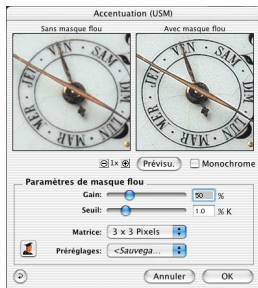 Accentuation (USM)
Sans masque flou Avec masque flou
JEU VEN SAM DIM MAR MER
JEU VEN SAM DIM MAR MER
1x Prévisu. Monochrome
Paramètres de masque flou
Gain: 50 %
Seuil: 1.0 % K
Matrice: 3 x 3 Pixels
Préréglages: <Sauvega...
Annuler OK